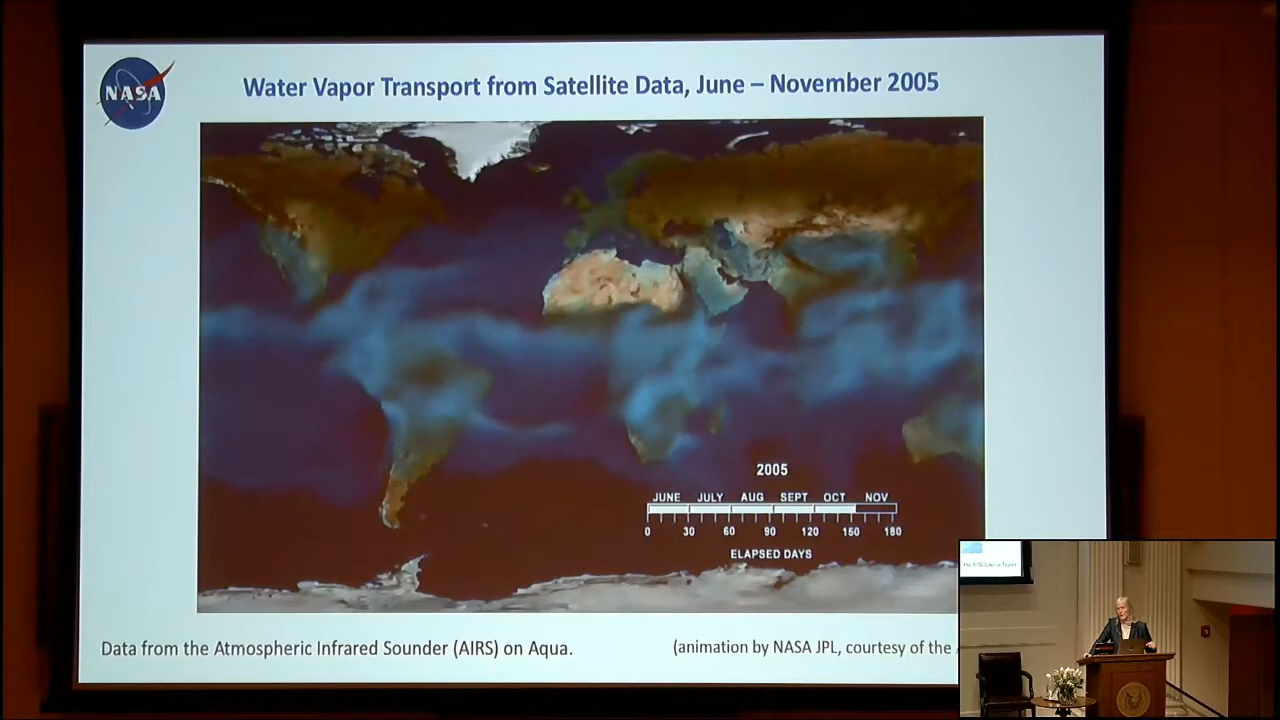 NASA
Water Vapor Transport from Satellite Data, June – November 2005
2005
JUNE JULY AUG SEPT OCT NOV
0 30 60 90 120 150 180
ELAPSED DAYS
Data from the Atmospheric Infrared Sounder (AIRS) on Aqua.
(animation by NASA JPL, courtesy of the